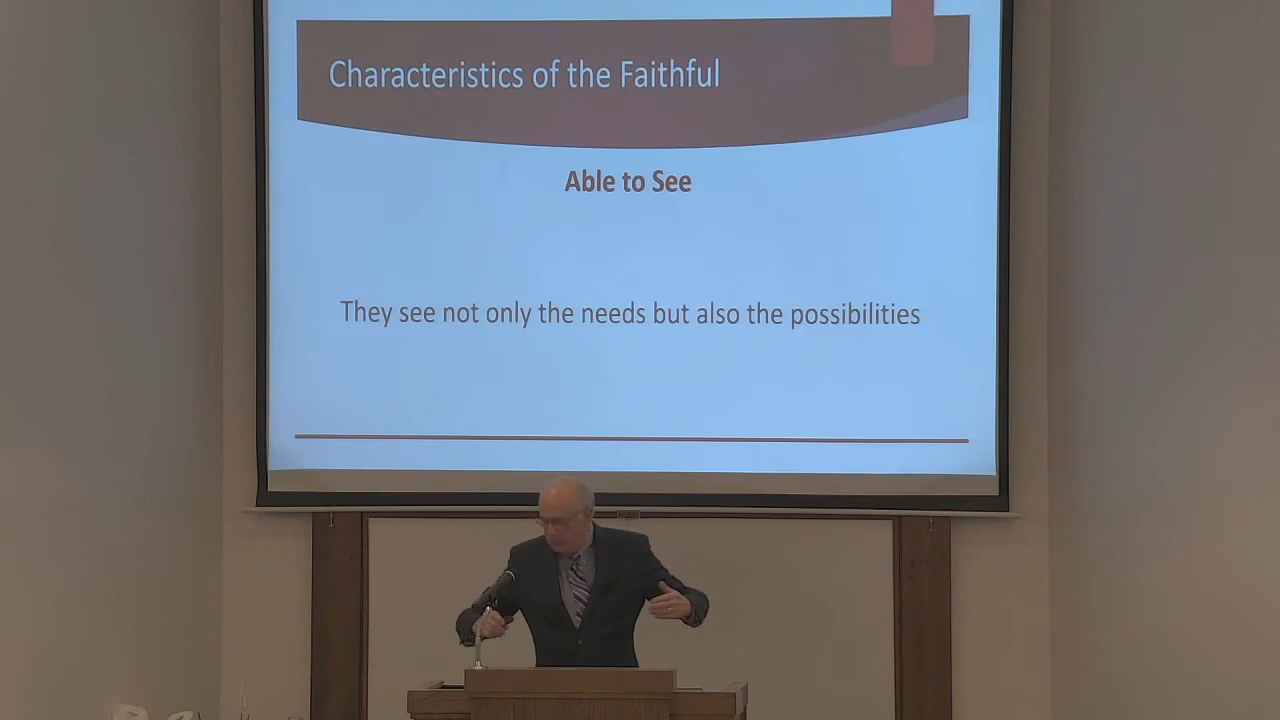 Characteristics of the Faithful
Able to See
They see not only the needs but also the possibilities